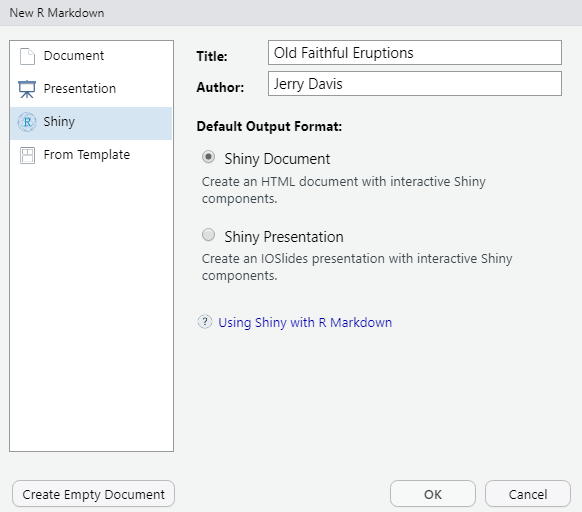 New R Markdown
Document
Presentation
Shiny
From Template
Title:
Old Faithful Eruptions
Author:
Jerry Davis
Default Output Format:
Shiny Document
Create an HTML document with interactive Shiny
components.
Shiny Presentation
Create an IOSlides presentation with interactive Shiny
components.
? Using Shiny with R Markdown
Create Empty Document
OK
Cancel